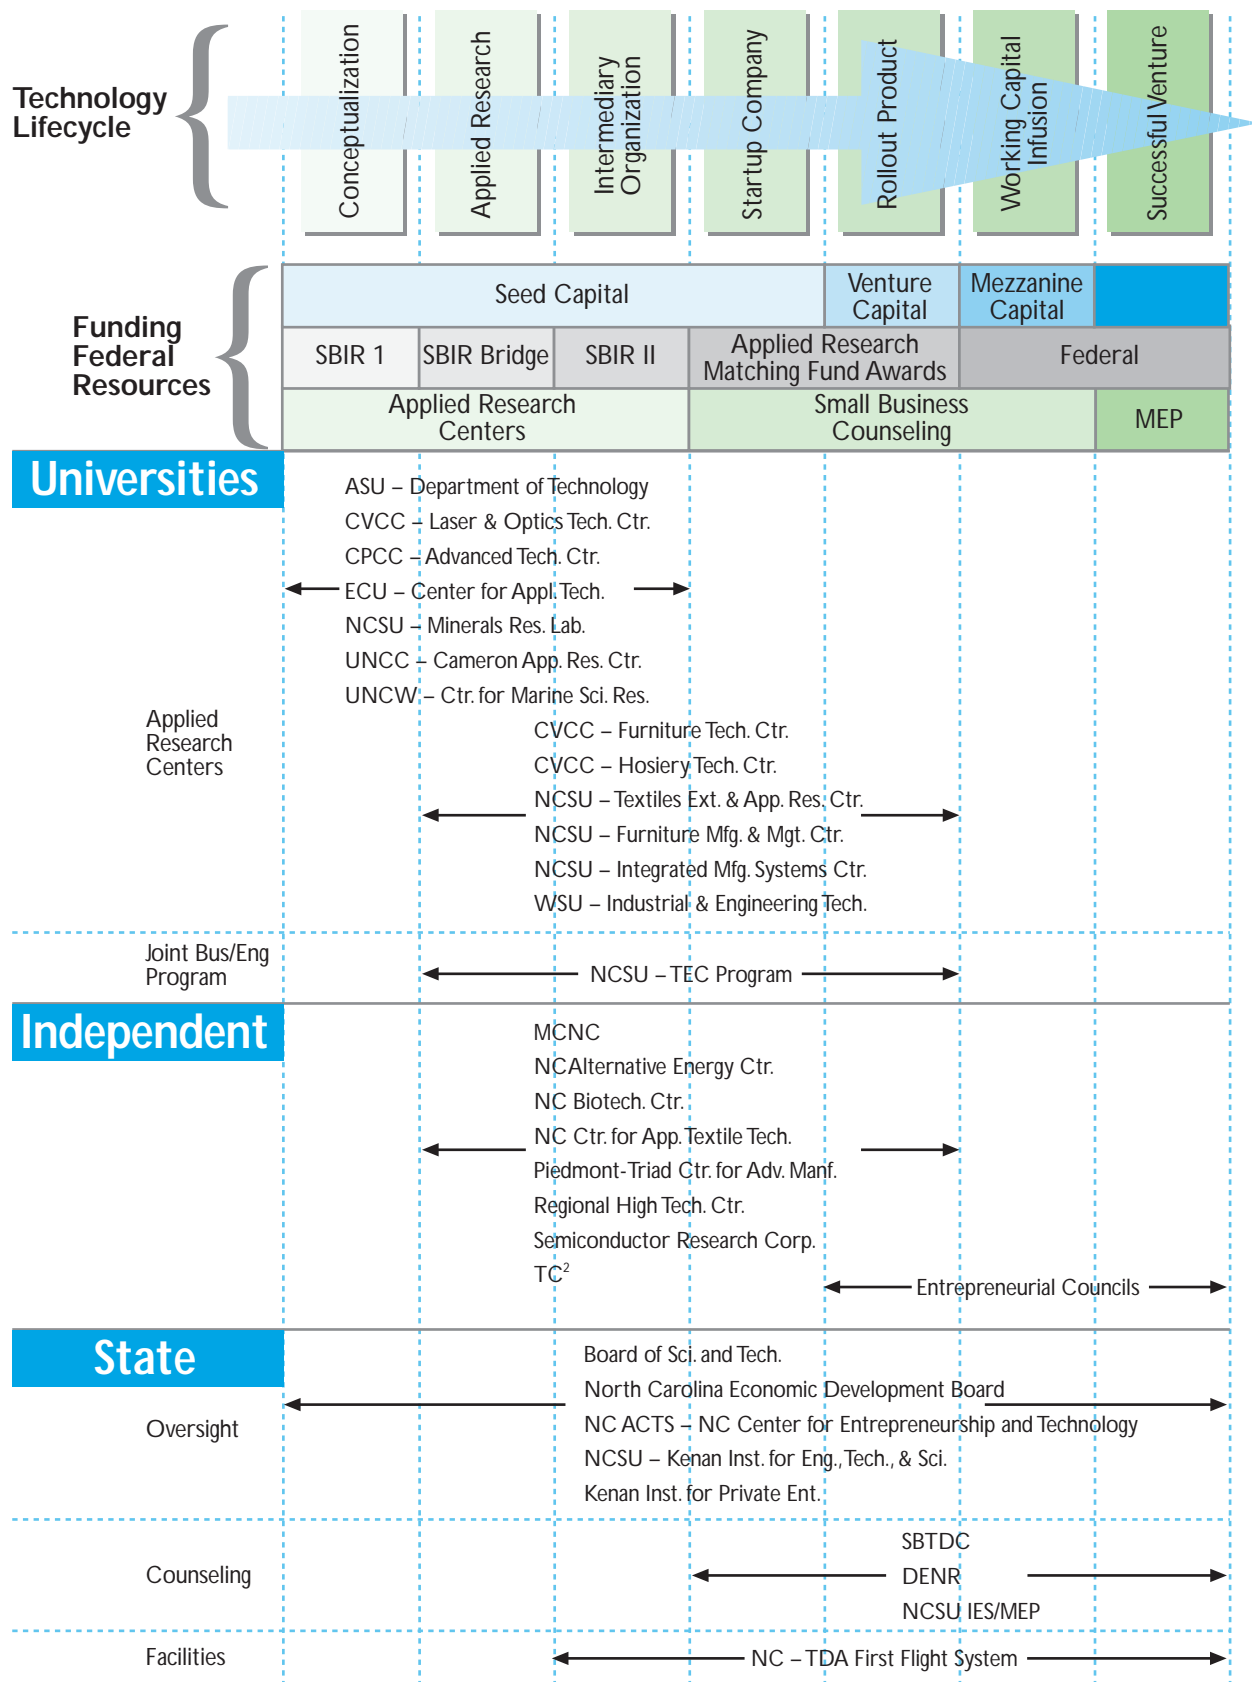 Technology
Lifecycle
Conceptualization
Applied Research
Intermediary
Organization
Startup Company
Rollout Product
Working Capital
Infusion
Successful Venture
Funding
Federal
Resources
Seed Capital
Venture
Capital
Mezzanine
Capital
SBIR 1
SBIR Bridge
SBIR II
Applied Research
Matching Fund Awards
Federal
Applied Research
Centers
Small Business
Counseling
MEP
Universities
ASU – Department of Technology
CVCC – Laser & Optics Tech. Ctr.
CPCC – Advanced Tech. Ctr.
ECU – Center for Appl. Tech.
NCSU – Minerals Res. Lab.
UNCC – Cameron App. Res. Ctr.
UNCW – Ctr. for Marine Sci. Res.
Applied
Research
Centers
CVCC – Furniture Tech. Ctr.
CVCC – Hosiery Tech. Ctr.
NCSU – Textiles Ext. & App. Res. Ctr.
NCSU – Furniture Mfg. & Mgt. Ctr.
NCSU – Integrated Mfg. Systems Ctr.
WSU – Industrial & Engineering Tech.
Joint Bus/Eng
Program
NCSU – TEC Program
Independent
MCNC
NC Alternative Energy Ctr.
NC Biotech. Ctr.
NC Ctr. for App. Textile Tech.
Piedmont-Triad Ctr. for Adv. Manf.
Regional High Tech. Ctr.
Semiconductor Research Corp.
TC²
Entrepreneurial Councils
State
Board of Sci. and Tech.
North Carolina Economic Development Board
Oversight
NC ACTS – NC Center for Entrepreneurship and Technology
NCSU – Kenan Inst. for Eng., Tech., & Sci.
Kenan Inst. for Private Ent.
SBTDC
Counseling
DENR
NCSU IES/MEP
Facilities
NC – TDA First Flight System